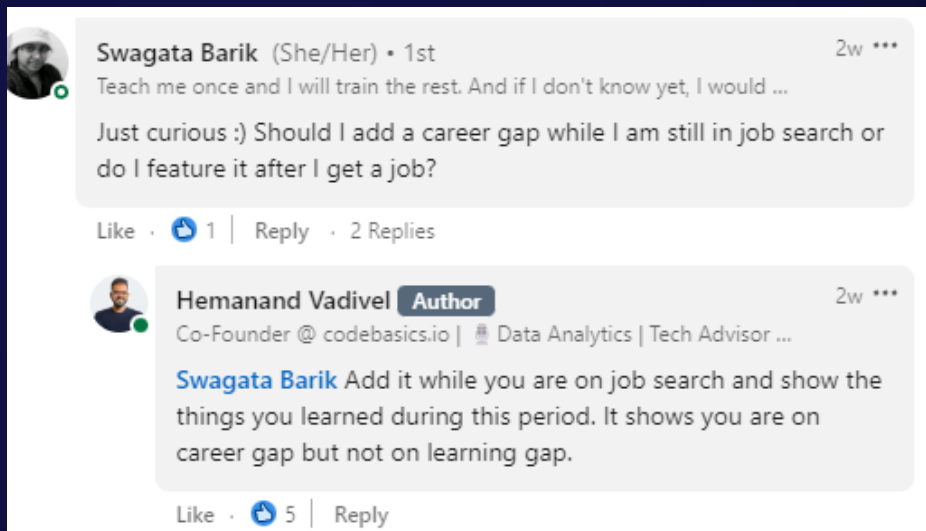 Swagata Barik (She/Her) • 1st 2w •••
Teach me once and I will train the rest. And if I don't know yet, I would ...
Just curious :) Should I add a career gap while I am still in job search or
do I feature it after I get a job?
Like · 1 | Reply · 2 Replies
Hemanand Vadivel Author 2w •••
Co-Founder @ codebasics.io | 🎙️ Data Analytics | Tech Advisor ...
Swagata Barik Add it while you are on job search and show the
things you learned during this period. It shows you are on
career gap but not on learning gap.
Like · 5 | Reply